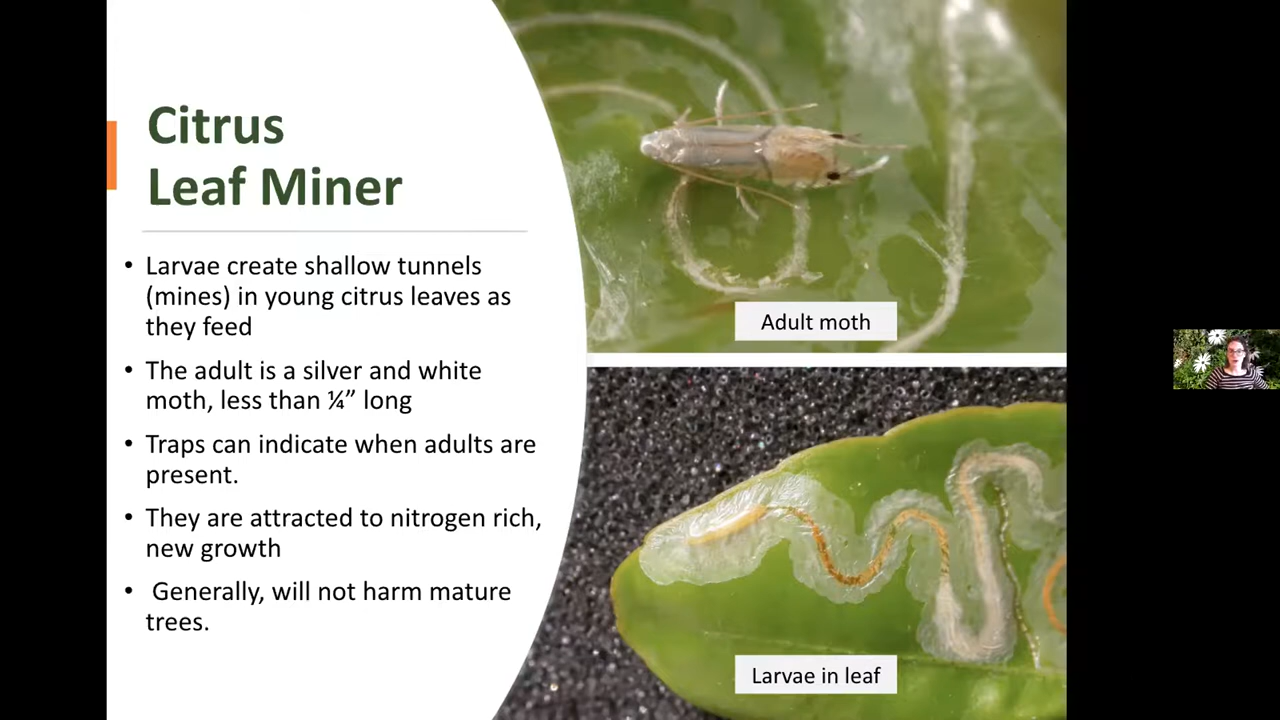 Citrus
Leaf Miner
• Larvae create shallow tunnels
(mines) in young citrus leaves as
they feed
• The adult is a silver and white
moth, less than ¼” long
• Traps can indicate when adults are
present.
• They are attracted to nitrogen rich,
new growth
• Generally, will not harm mature
trees.
Adult moth
Larvae in leaf